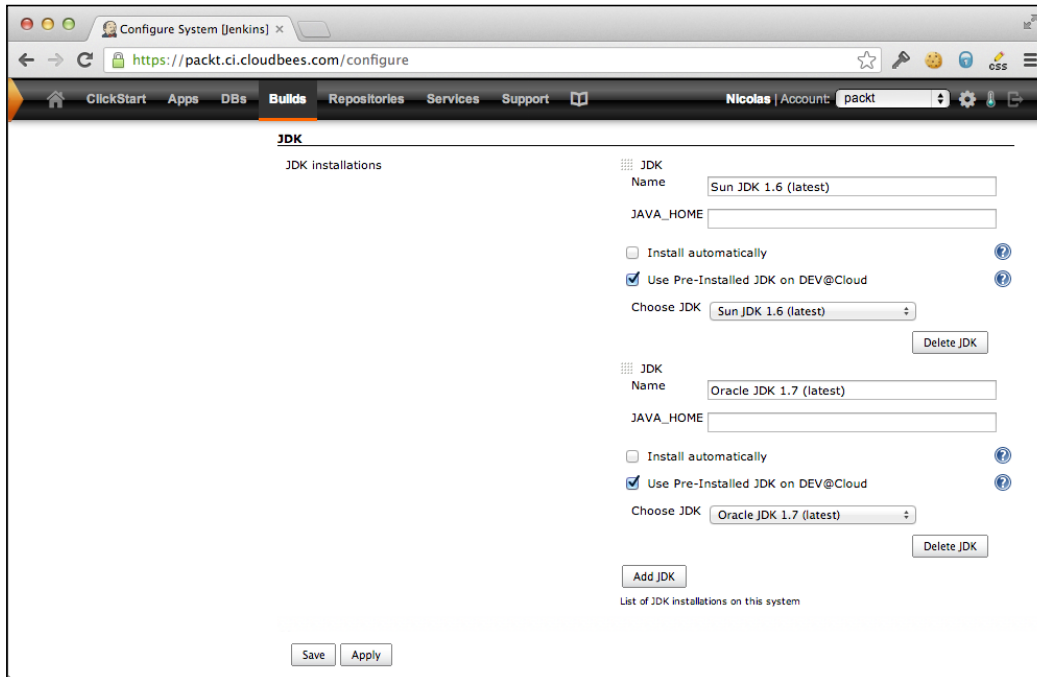 Configure System [Jenkins]
https://packt.ci.cloudbees.com/configure
css
ClickStart Apps DBs Builds Repositories Services Support Nicolas | Account: packt
JDK
JDK installations
JDK
Name Sun JDK 1.6 (latest)
JAVA_HOME
Install automatically
Use Pre-Installed JDK on DEV@Cloud
Choose JDK Sun JDK 1.6 (latest)
Delete JDK
JDK
Name Oracle JDK 1.7 (latest)
JAVA_HOME
Install automatically
Use Pre-Installed JDK on DEV@Cloud
Choose JDK Oracle JDK 1.7 (latest)
Delete JDK
Add JDK
List of JDK installations on this system
Save Apply